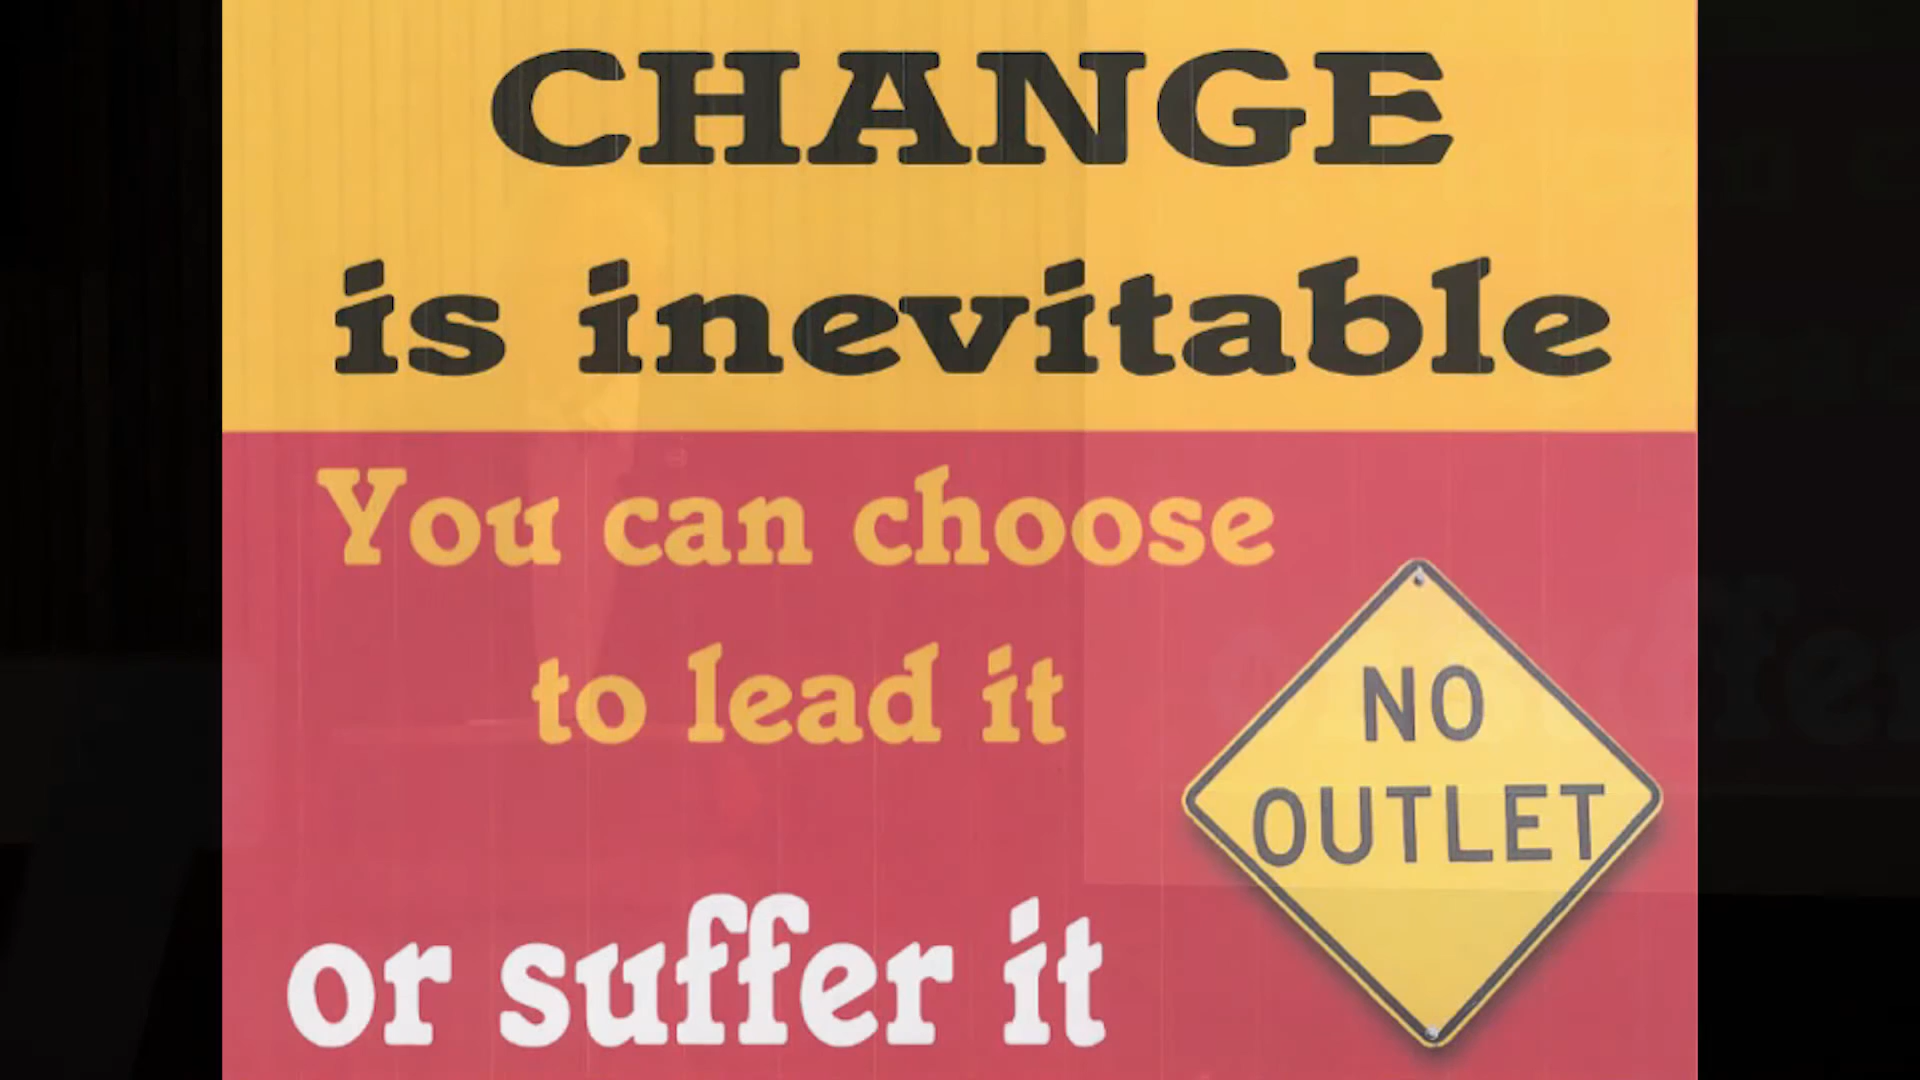 CHANGE
is inevitable
You can choose
to lead it
NO
OUTLET
or suffer it